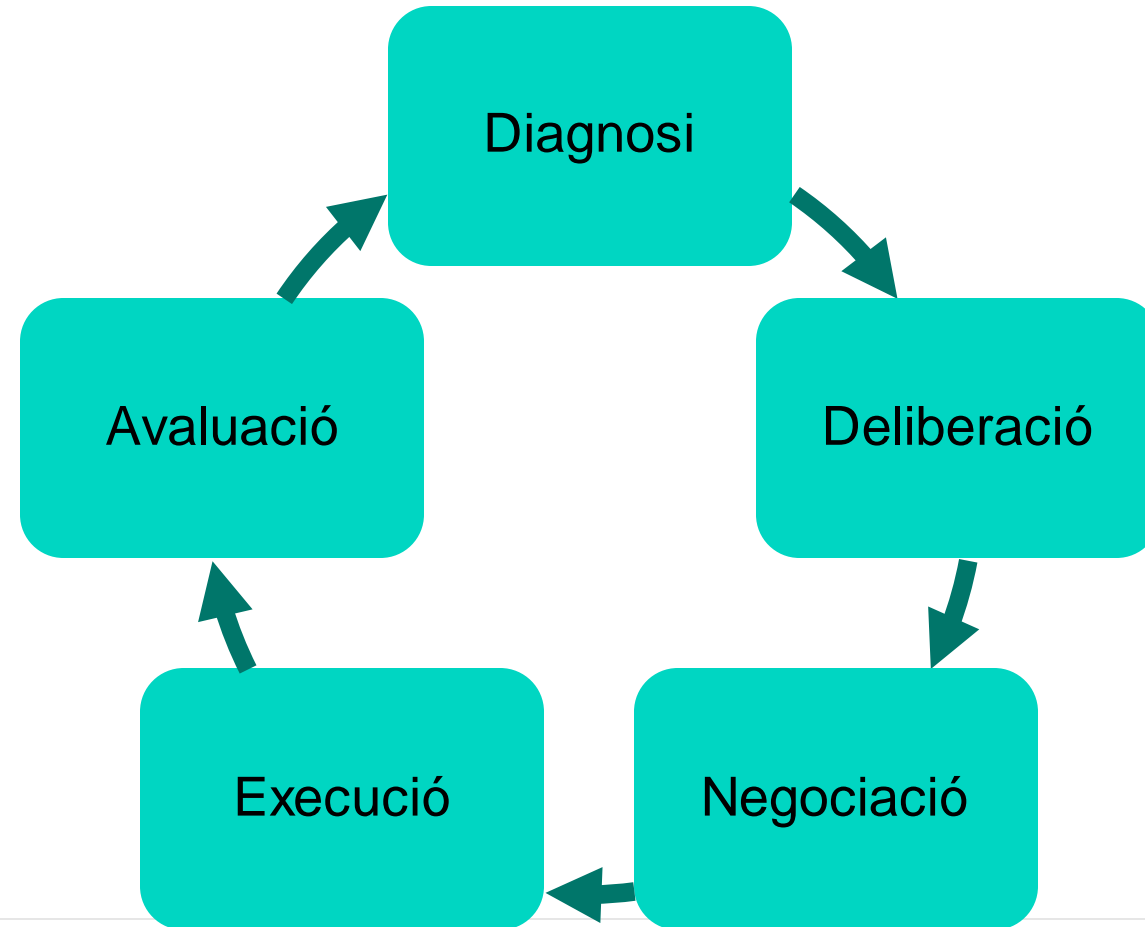 Diagnosi
Deliberació
Negociació
Execució
Avaluació